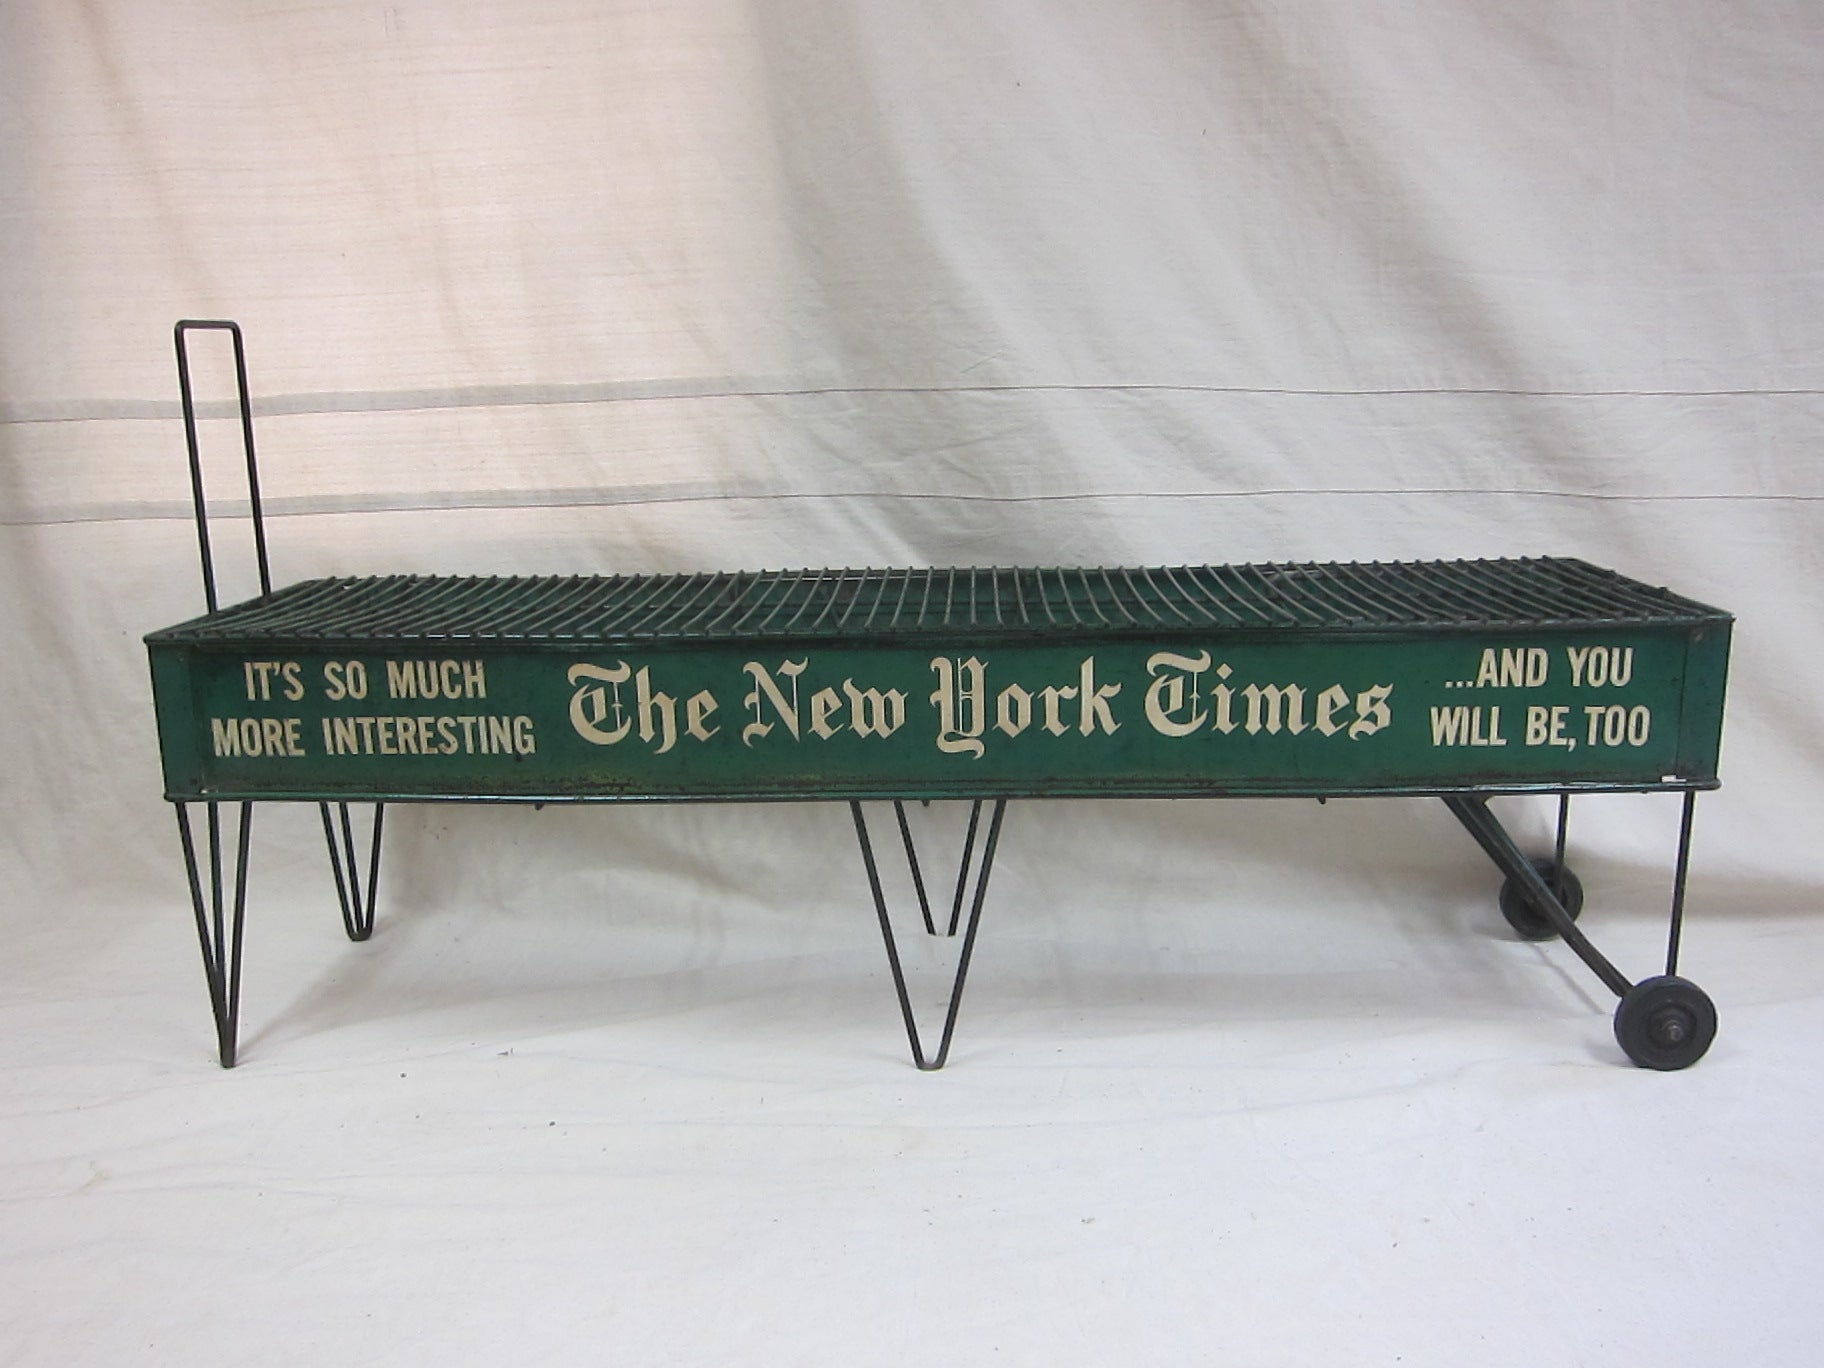 IT'S SO MUCH
MORE INTERESTING
The New York Times
...AND YOU
WILL BE, TOO